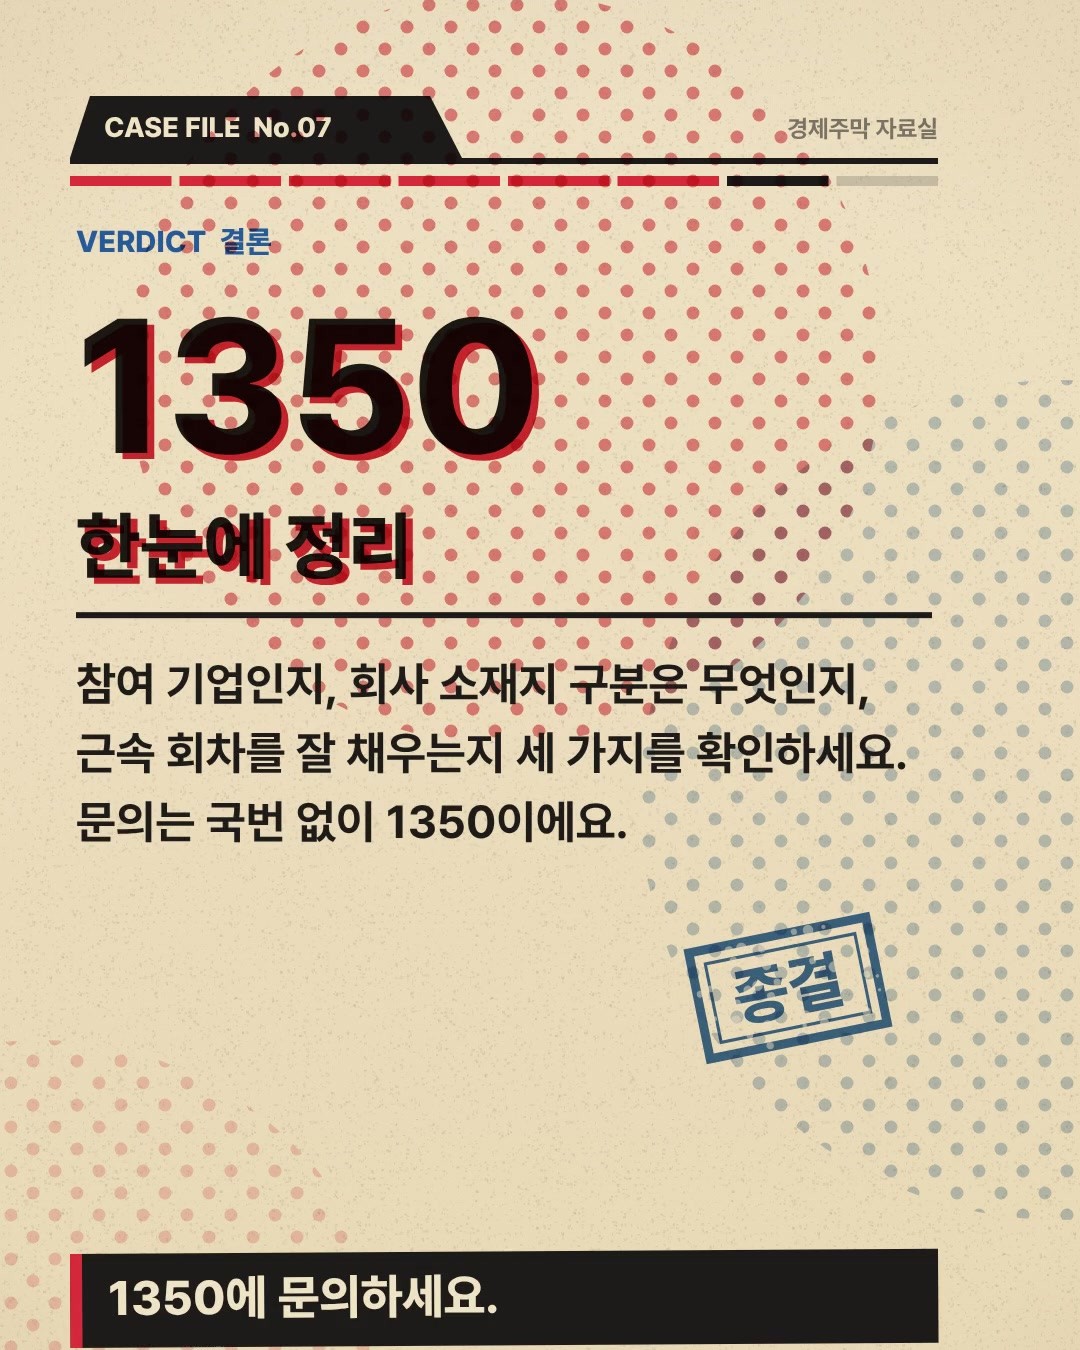 CASE FILE No.07
경제주막 자료실
VERDICT 결론
1350
한눈에 정리
참여 기업인지, 회사 소재지 구분은 무엇인지,
근속 회차를 잘 채우는지 세 가지를 확인하세요.
문의는 국번 없이 1350이에요.
종결
1350에 문의하세요.